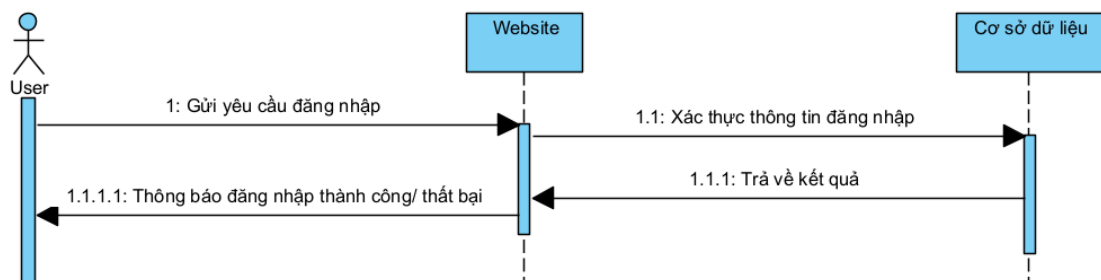 Website
Cơ sở dữ liệu
User
1: Gửi yêu cầu đăng nhập
1.1: Xác thực thông tin đăng nhập
1.1.1: Trả về kết quả
1.1.1.1: Thông báo đăng nhập thành công/ thất bại